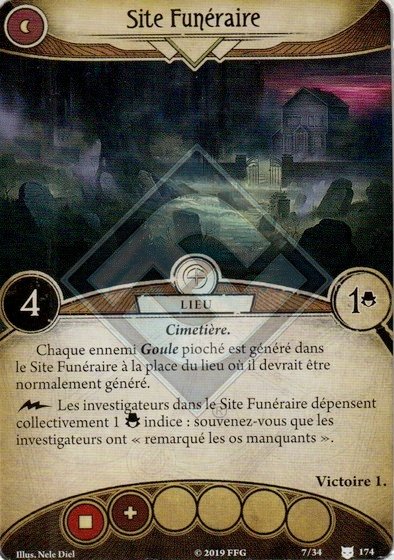 Site Funéraire
4
LIEU
1
Cimetière.
Chaque ennemi Goule pioché est généré dans
le Site Funéraire à la place du lieu où il devrait être
normalement généré.
Les investigateurs dans le Site Funéraire dépensent
collectivement 1 indice : souvenez-vous que les
investigateurs ont « remarqué les os manquants ».
Victoire 1.
Illus. Nele Diel
© 2019 FFG
7/34
174